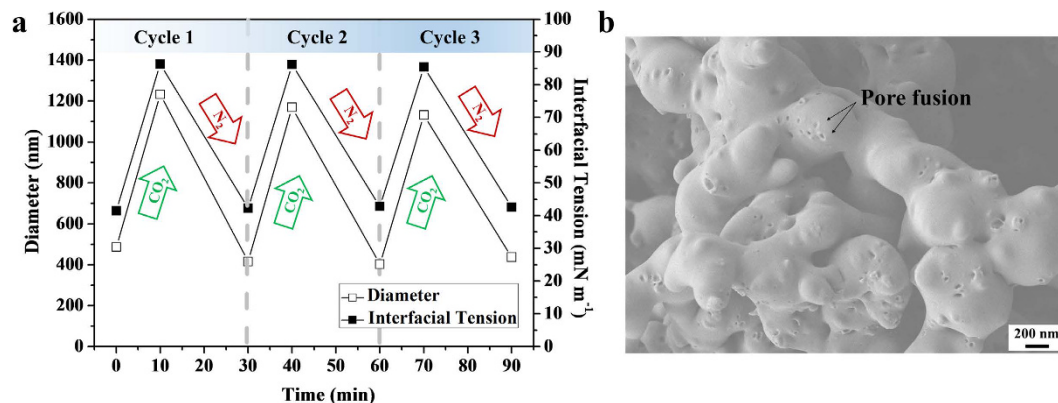 a
Cycle 1 Cycle 2 Cycle 3
1600
1400
1200
1000
800
600
400
200
0
Diameter (nm)
CO₂
N₂
CO₂
N₂
CO₂
N₂
Diameter
Interfacial Tension
100
90
80
70
60
50
40
30
20
10
0
Interfacial Tension (mN m⁻¹)
0 10 20 30 40 50 60 70 80 90
Time (min)
b
Pore fusion
200 nm